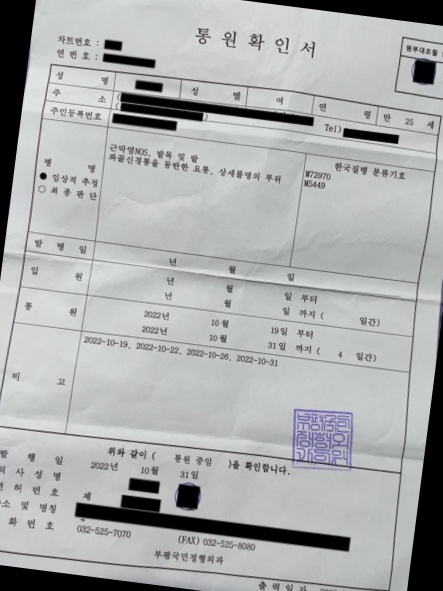 통원확인서
차트번호 :
연 번 호 :
원부대조필
성 명 성 별 여 연 령 만 25 세
주 소 Tel)
주민등록번호
병 명 근막염NOS, 발목 및 발
좌골신경통을 동반한 요통, 상세불명의 부위
한국질병 분류기호
M72970
M5449
● 임상적 추정
○ 최 종 판 단
발 병 일 년 월 일
입 원 년 월 일 부터
년 월 일 까지 ( 일간)
통 원 2022년 10월 19일 부터
2022년 10월 31일 까지 ( 4 일간)
비 고 2022-10-19, 2022-10-22, 2022-10-26, 2022-10-31
위와 같이 ( 통원 중임 )을 확인합니다.
발 행 일 2022년 10월 31일
의 사 성 명
면 허 번 호 제
주소 및 명칭
전 화 번 호 032-525-7070 (FAX) 032-525-8080
부평국민정형외과
출 력 일 자